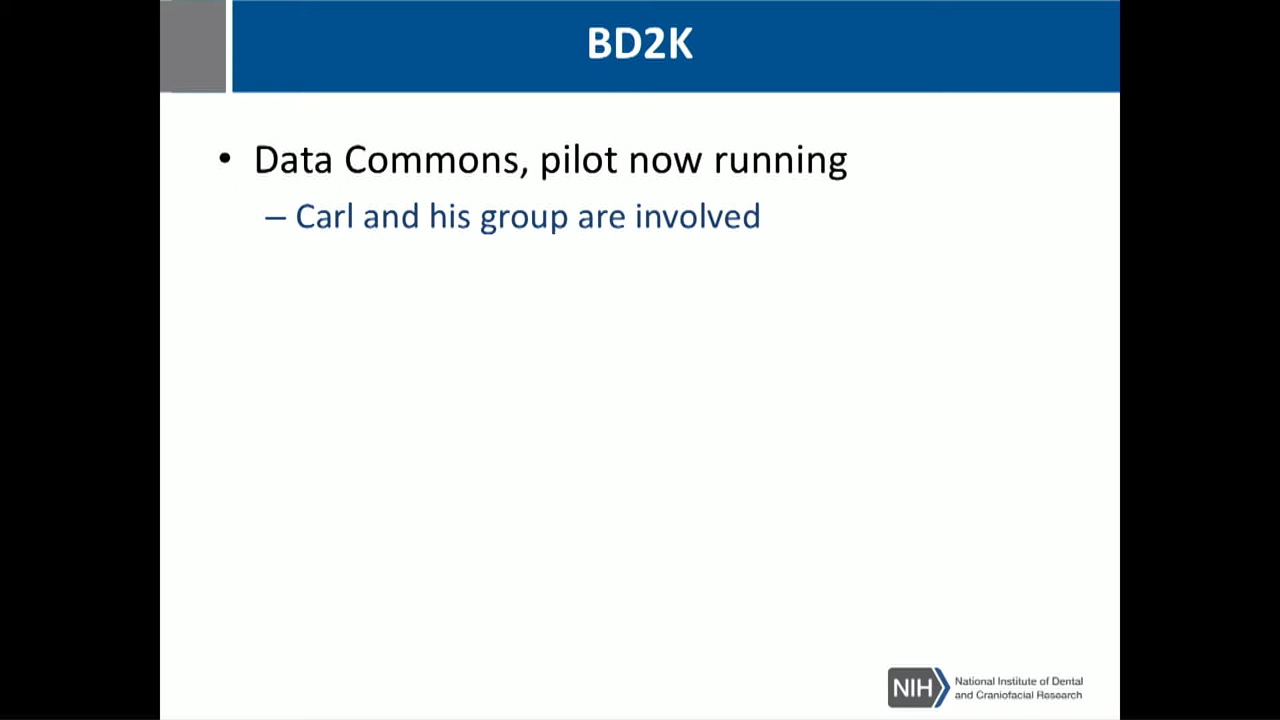 BD2K
• Data Commons, pilot now running
– Carl and his group are involved
NIH
National Institute of Dental
and Craniofacial Research